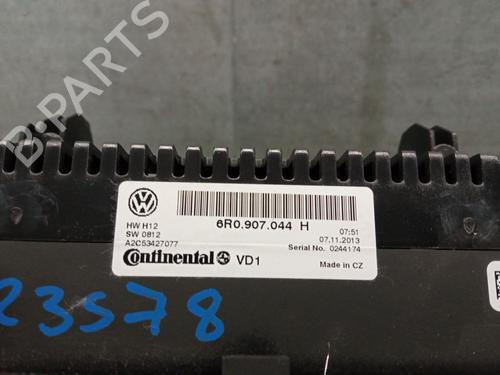 B-PARTS
HW H12
SW 0812
A2C53427077
6R0.907.044 H
07:51
07.11.2013
Serial No. 0244174
Continental VD1
Made in CZ
23578